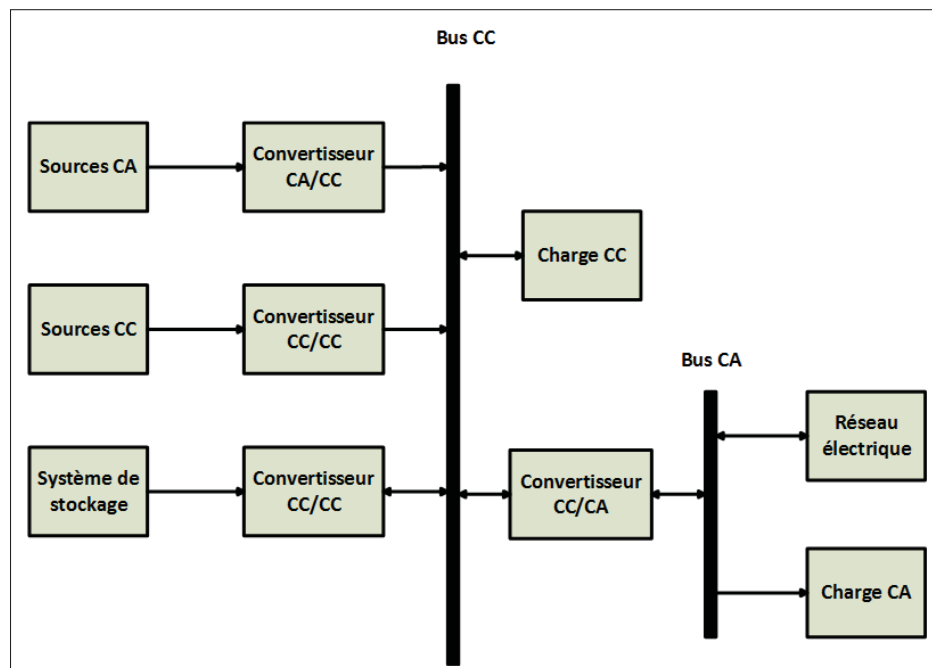 Bus CC
Sources CA
Convertisseur
CA/CC
Charge CC
Sources CC
Convertisseur
CC/CC
Bus CA
Réseau
électrique
Système de
stockage
Convertisseur
CC/CC
Convertisseur
CC/CA
Charge CA